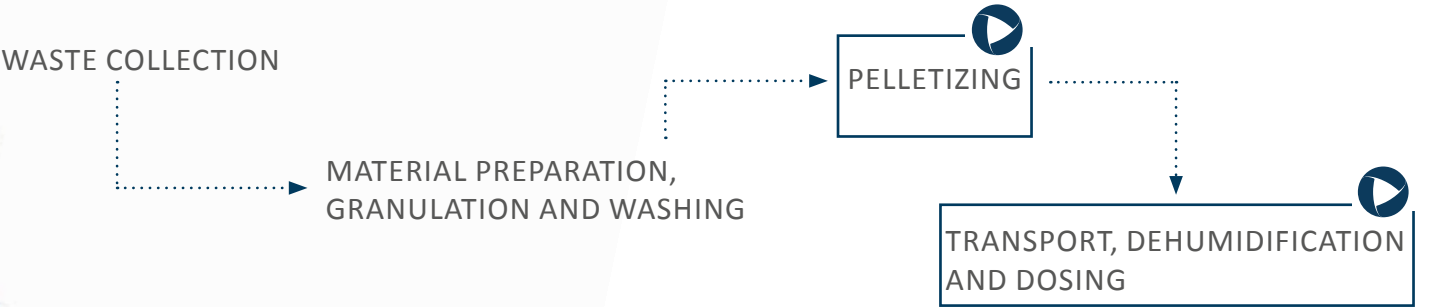 WASTE COLLECTION
MATERIAL PREPARATION,
GRANULATION AND WASHING
PELLETIZING
TRANSPORT, DEHUMIDIFICATION
AND DOSING